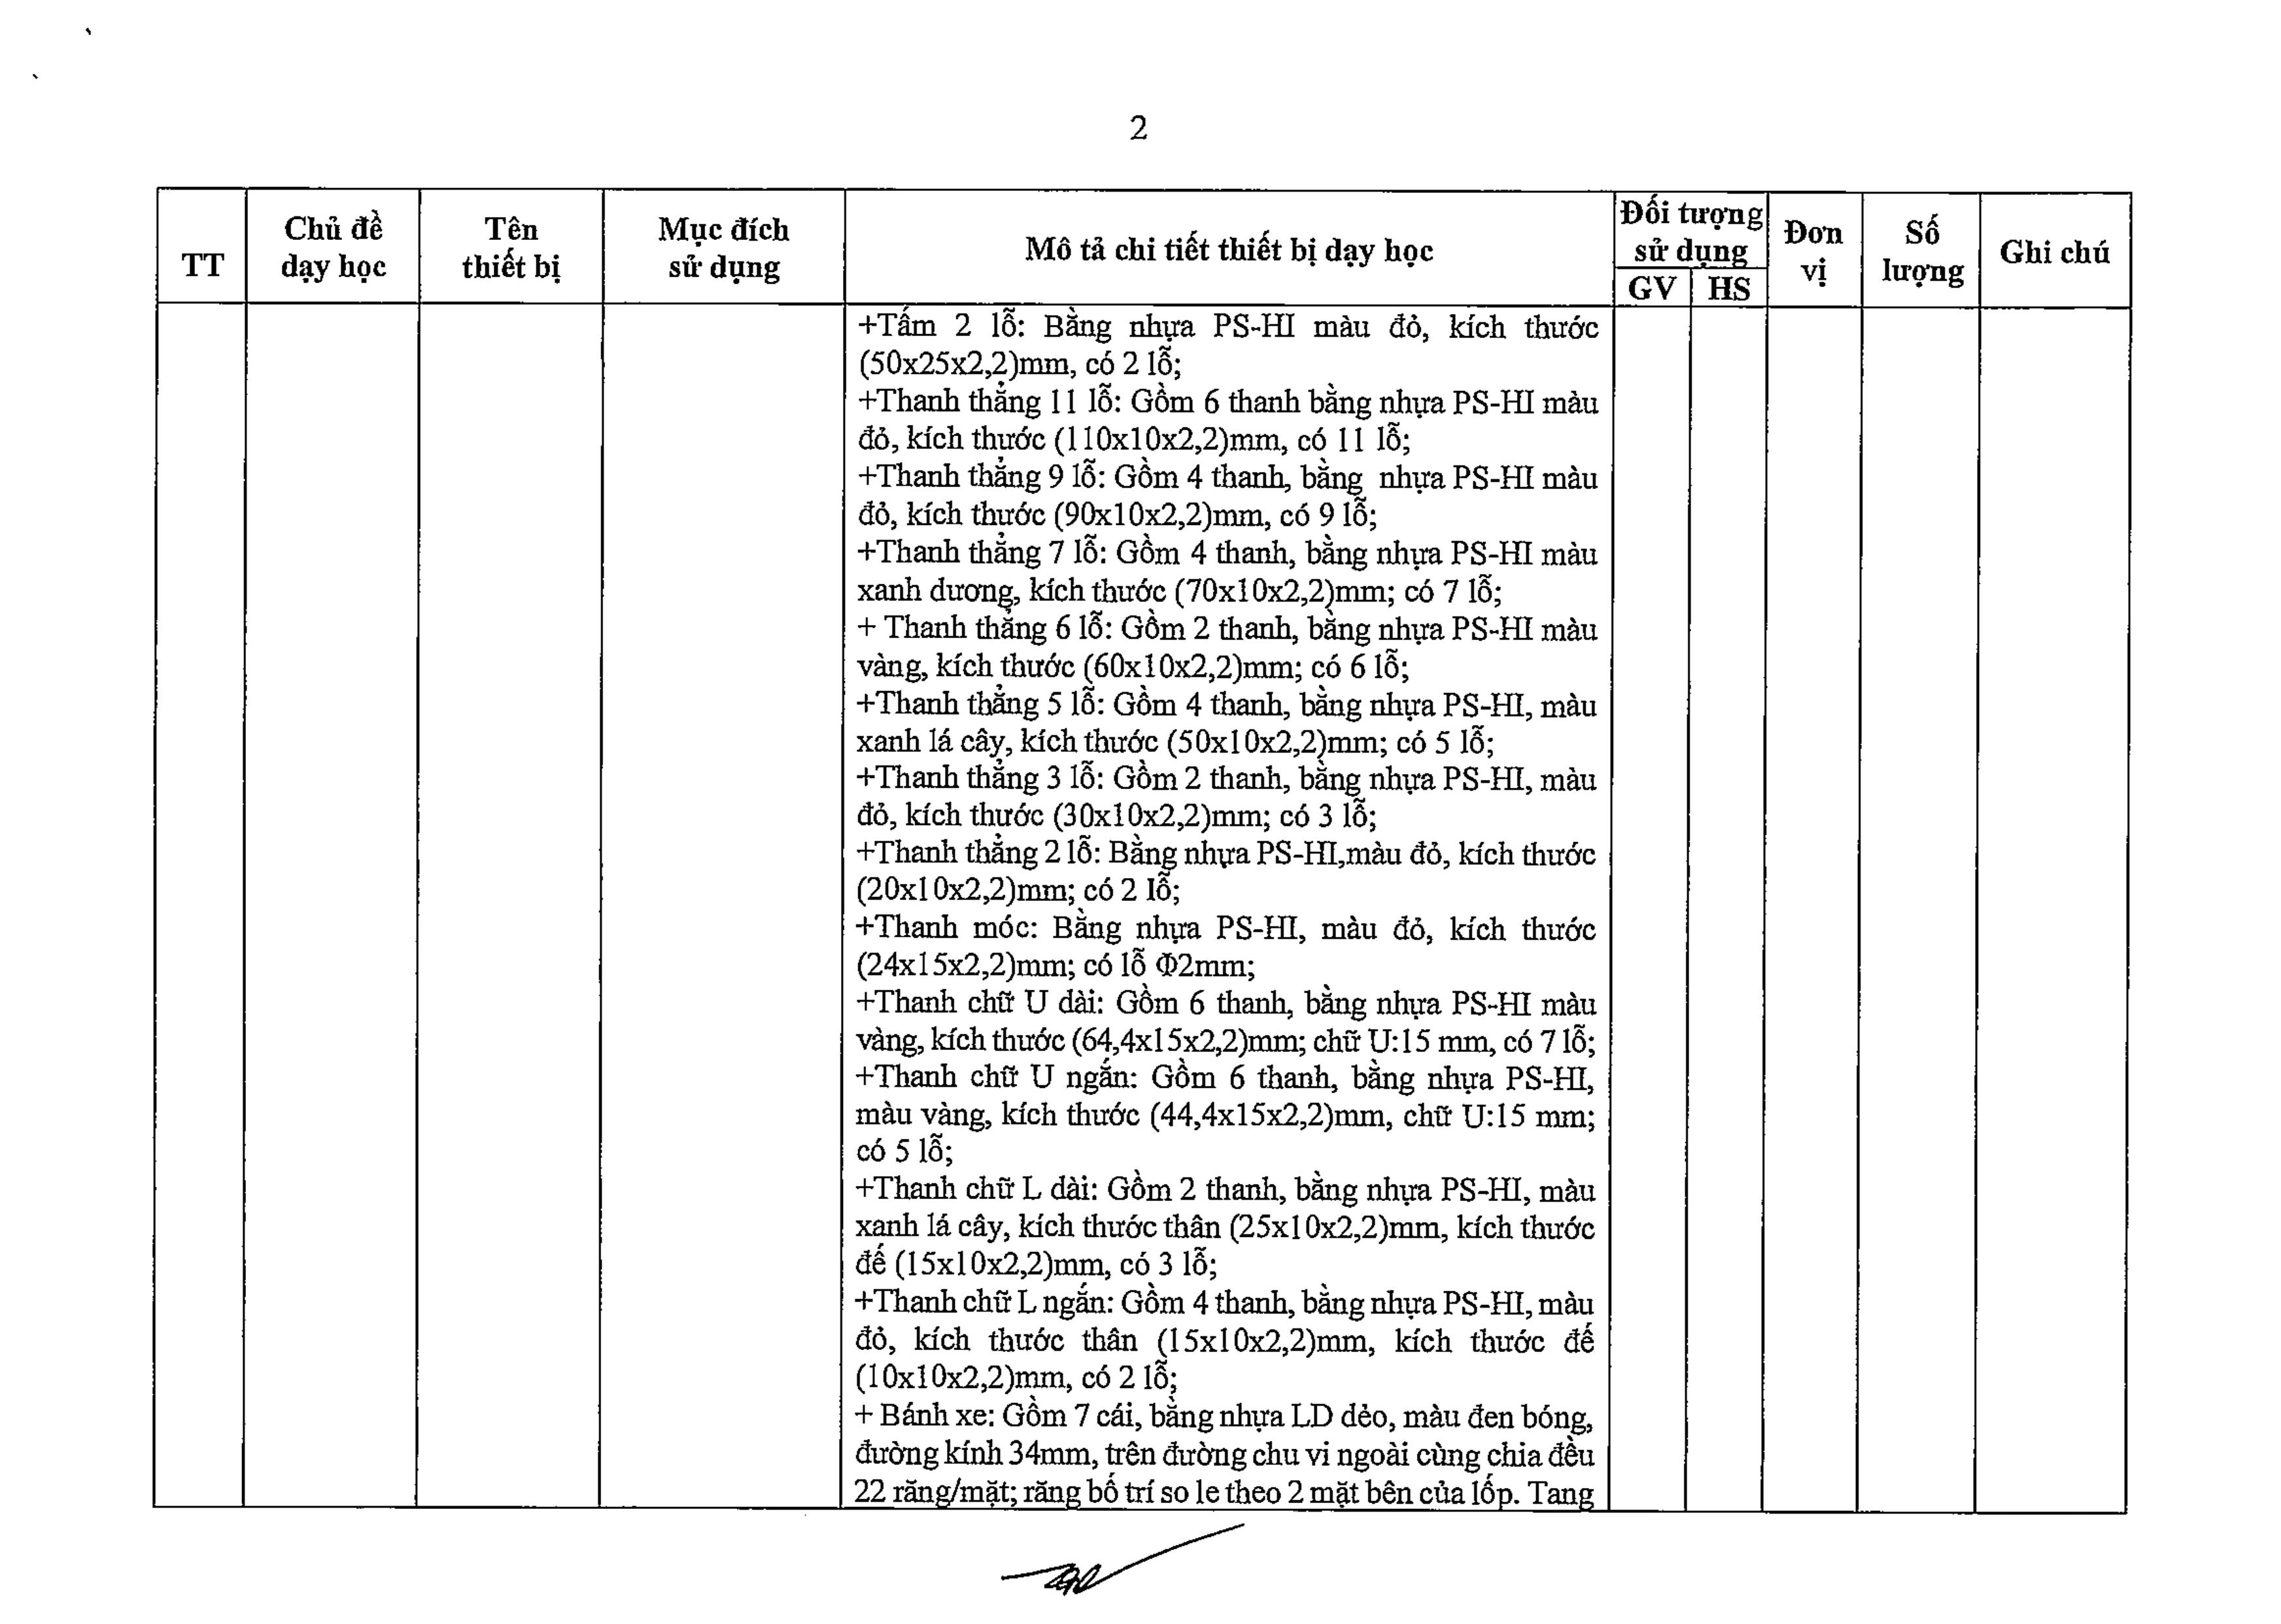 2
TT
Chủ đề
dạy học
Tên
thiết bị
Mục đích
sử dụng
Mô tả chi tiết thiết bị dạy học
Đối tượng
sử dụng
GV
HS
Đơn
vị
Số
lượng
Ghi chú
+Tấm 2 lỗ: Bằng nhựa PS-HI màu đỏ, kích thước
(50x25x2,2)mm, có 2 lỗ;
+Thanh thẳng 11 lỗ: Gồm 6 thanh bằng nhựa PS-HI màu
đỏ, kích thước (110x10x2,2)mm, có 11 lỗ;
+Thanh thẳng 9 lỗ: Gồm 4 thanh, bằng nhựa PS-HI màu
đỏ, kích thước (90x10x2,2)mm, có 9 lỗ;
+Thanh thẳng 7 lỗ: Gồm 4 thanh, bằng nhựa PS-HI màu
xanh dương, kích thước (70x10x2,2)mm; có 7 lỗ;
+ Thanh thẳng 6 lỗ: Gồm 2 thanh, bằng nhựa PS-HI màu
vàng, kích thước (60x10x2,2)mm; có 6 lỗ;
+Thanh thẳng 5 lỗ: Gồm 4 thanh, bằng nhựa PS-HI, màu
xanh lá cây, kích thước (50x10x2,2)mm; có 5 lỗ;
+Thanh thẳng 3 lỗ: Gồm 2 thanh, bằng nhựa PS-HI, màu
đỏ, kích thước (30x10x2,2)mm; có 3 lỗ;
+Thanh thẳng 2 lỗ: Bằng nhựa PS-HI,màu đỏ, kích thước
(20x10x2,2)mm; có 2 lỗ;
+Thanh móc: Bằng nhựa PS-HI, màu đỏ, kích thước
(24x15x2,2)mm; có lỗ Φ2mm;
+Thanh chữ U dài: Gồm 6 thanh, bằng nhựa PS-HI màu
vàng, kích thước (64,4x15x2,2)mm; chữ U:15 mm, có 7 lỗ;
+Thanh chữ U ngắn: Gồm 6 thanh, bằng nhựa PS-HI,
màu vàng, kích thước (44,4x15x2,2)mm, chữ U:15 mm;
có 5 lỗ;
+Thanh chữ L dài: Gồm 2 thanh, bằng nhựa PS-HI, màu
xanh lá cây, kích thước thân (25x10x2,2)mm, kích thước
đế (15x10x2,2)mm, có 3 lỗ;
+Thanh chữ L ngắn: Gồm 4 thanh, bằng nhựa PS-HI, màu
đỏ, kích thước thân (15x10x2,2)mm, kích thước đế
(10x10x2,2)mm, có 2 lỗ;
+ Bánh xe: Gồm 7 cái, bằng nhựa LD dẻo, màu đen bóng,
đường kính 34mm, trên đường chu vi ngoài cùng chia đều
22 răng/mặt; răng bố trí so le theo 2 mặt bên của lốp. Tang